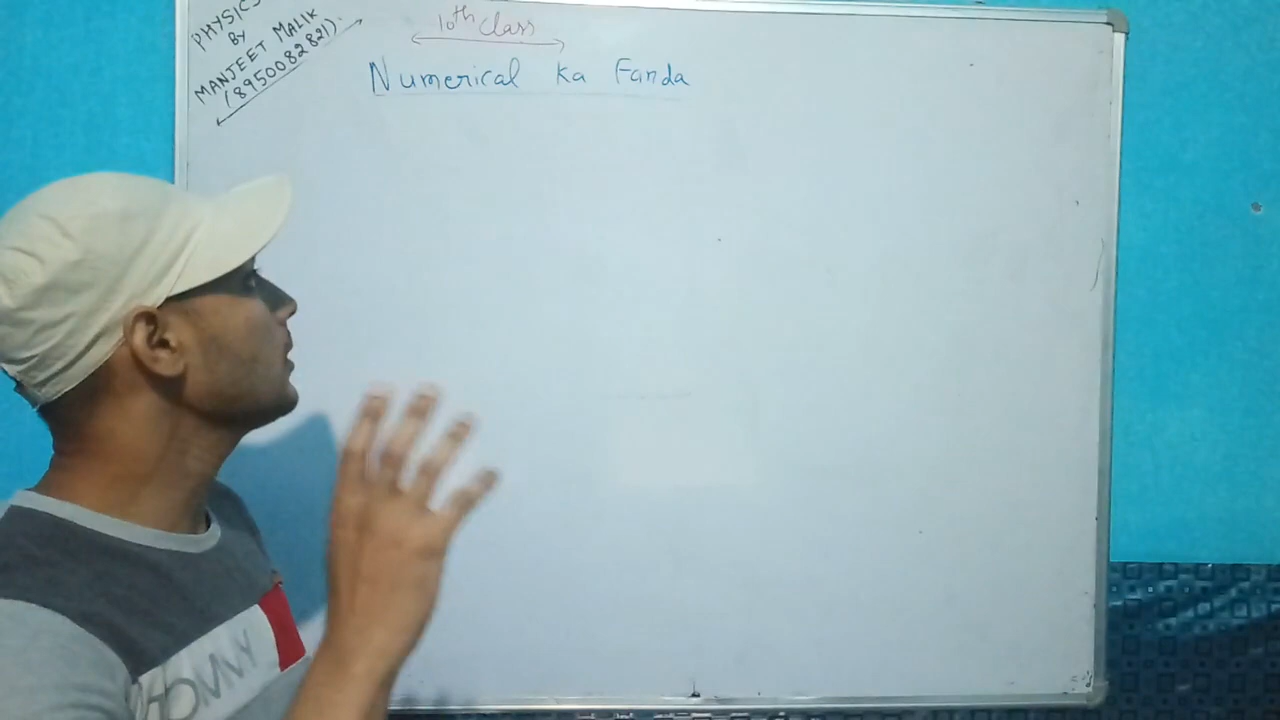 PHYSICS
BY
MANJEET MALIK
(8950082821).
10th Class
Numerical Ka Fanda